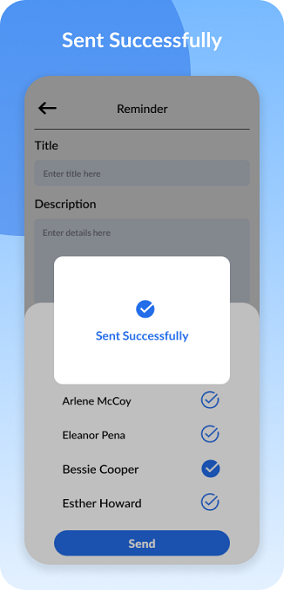 Sent Successfully
Reminder
Title
Enter title here
Description
Enter details here
Sent Successfully
Arlene McCoy
Eleanor Pena
Bessie Cooper
Esther Howard
Send